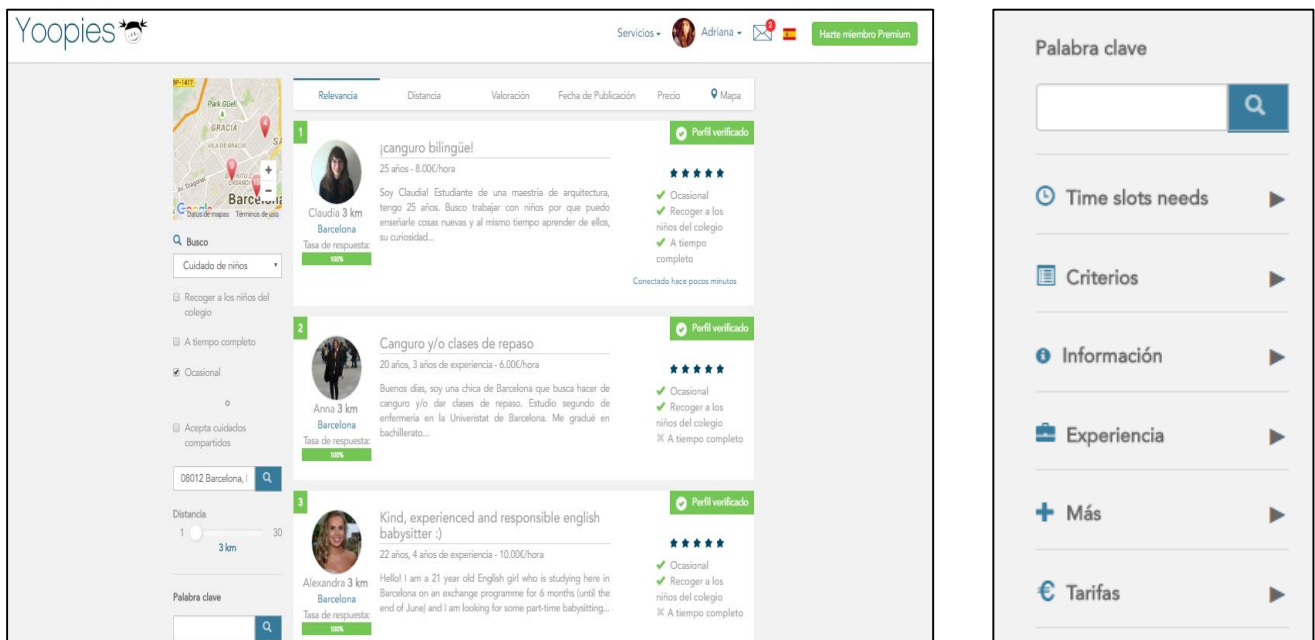 Yoopies
Servicios
Adriana
2
Hazte miembro Premium
BP-1417
Park Güell
GRACIA
VILA DE GRACIA
4
9
Av. Diagonal
+
-
Barcelona
Google
Datos de mapas Términos de uso
Busco
Cuidado de niños
Recoger a los niños del
colegio
A tiempo completo
Ocasional
o
Acepta cuidados
compartidos
08012 Barcelona,
Distancia
1 30
3 km
Palabra clave
Relevancia Distancia Valoración Fecha de Publicación Precio Mapa
1
Perfil verificado
¡canguro bilingüe!
25 años - 8.00€/hora
Soy Claudia! Estudiante de una maestría de arquitectura,
tengo 25 años. Busco trabajar con niños por que puedo
enseñarle cosas nuevas y al mismo tiempo aprender de ellos,
su curiosidad...
Claudia 3 km
Barcelona
Tasa de respuesta:
100%
Ocasional
Recoger a los
niños del colegio
A tiempo
completo
Conectado hace pocos minutos
2
Perfil verificado
Canguro y/o clases de repaso
20 años, 3 años de experiencia - 6.00€/hora
Buenos días, soy una chica de Barcelona que busca hacer de
canguro y/o dar clases de repaso. Estudio segundo de
enfermería en la Univeristat de Barcelona. Me gradué en
bachillerato...
Anna 3 km
Barcelona
Tasa de respuesta:
100%
Ocasional
Recoger a los
niños del colegio
A tiempo completo
3
Perfil verificado
Kind, experienced and responsible english
babysitter :)
22 años, 4 años de experiencia - 10.00€/hora
Hello! I am a 21 year old English girl who is studying here in
Barcelona on an exchange programme for 6 months (until the
end of June) and I am looking for some part-time babysitting...
Alexandra 3 km
Barcelona
Tasa de respuesta:
100%
Ocasional
Recoger a los
niños del colegio
A tiempo completo
Palabra clave
Time slots needs
Criterios
Información
Experiencia
Más
Tarifas